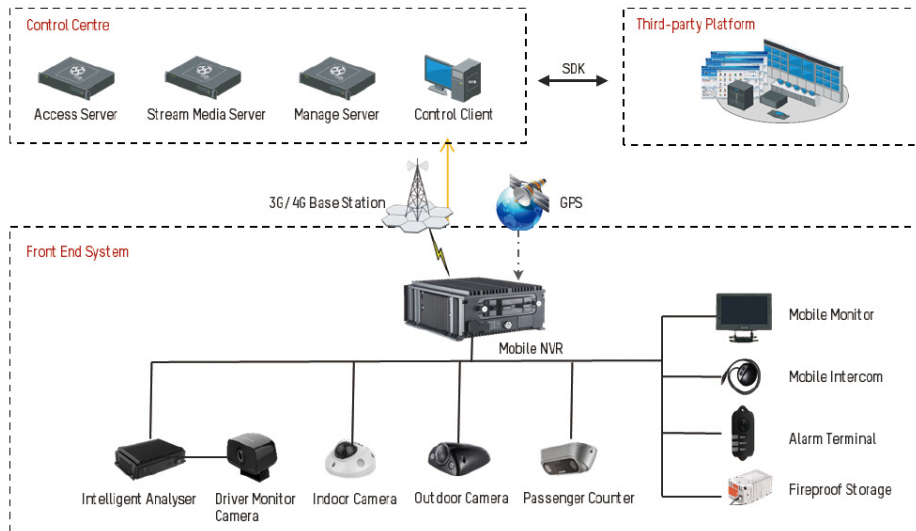 Control Centre
Third-party Platform
Access Server
Stream Media Server
Manage Server
Control Client
SDK
3G/4G Base Station
GPS
Front End System
Mobile NVR
Mobile Monitor
Mobile Intercom
Alarm Terminal
Fireproof Storage
Intelligent Analyser
Driver Monitor
Camera
Indoor Camera
Outdoor Camera
Passenger Counter